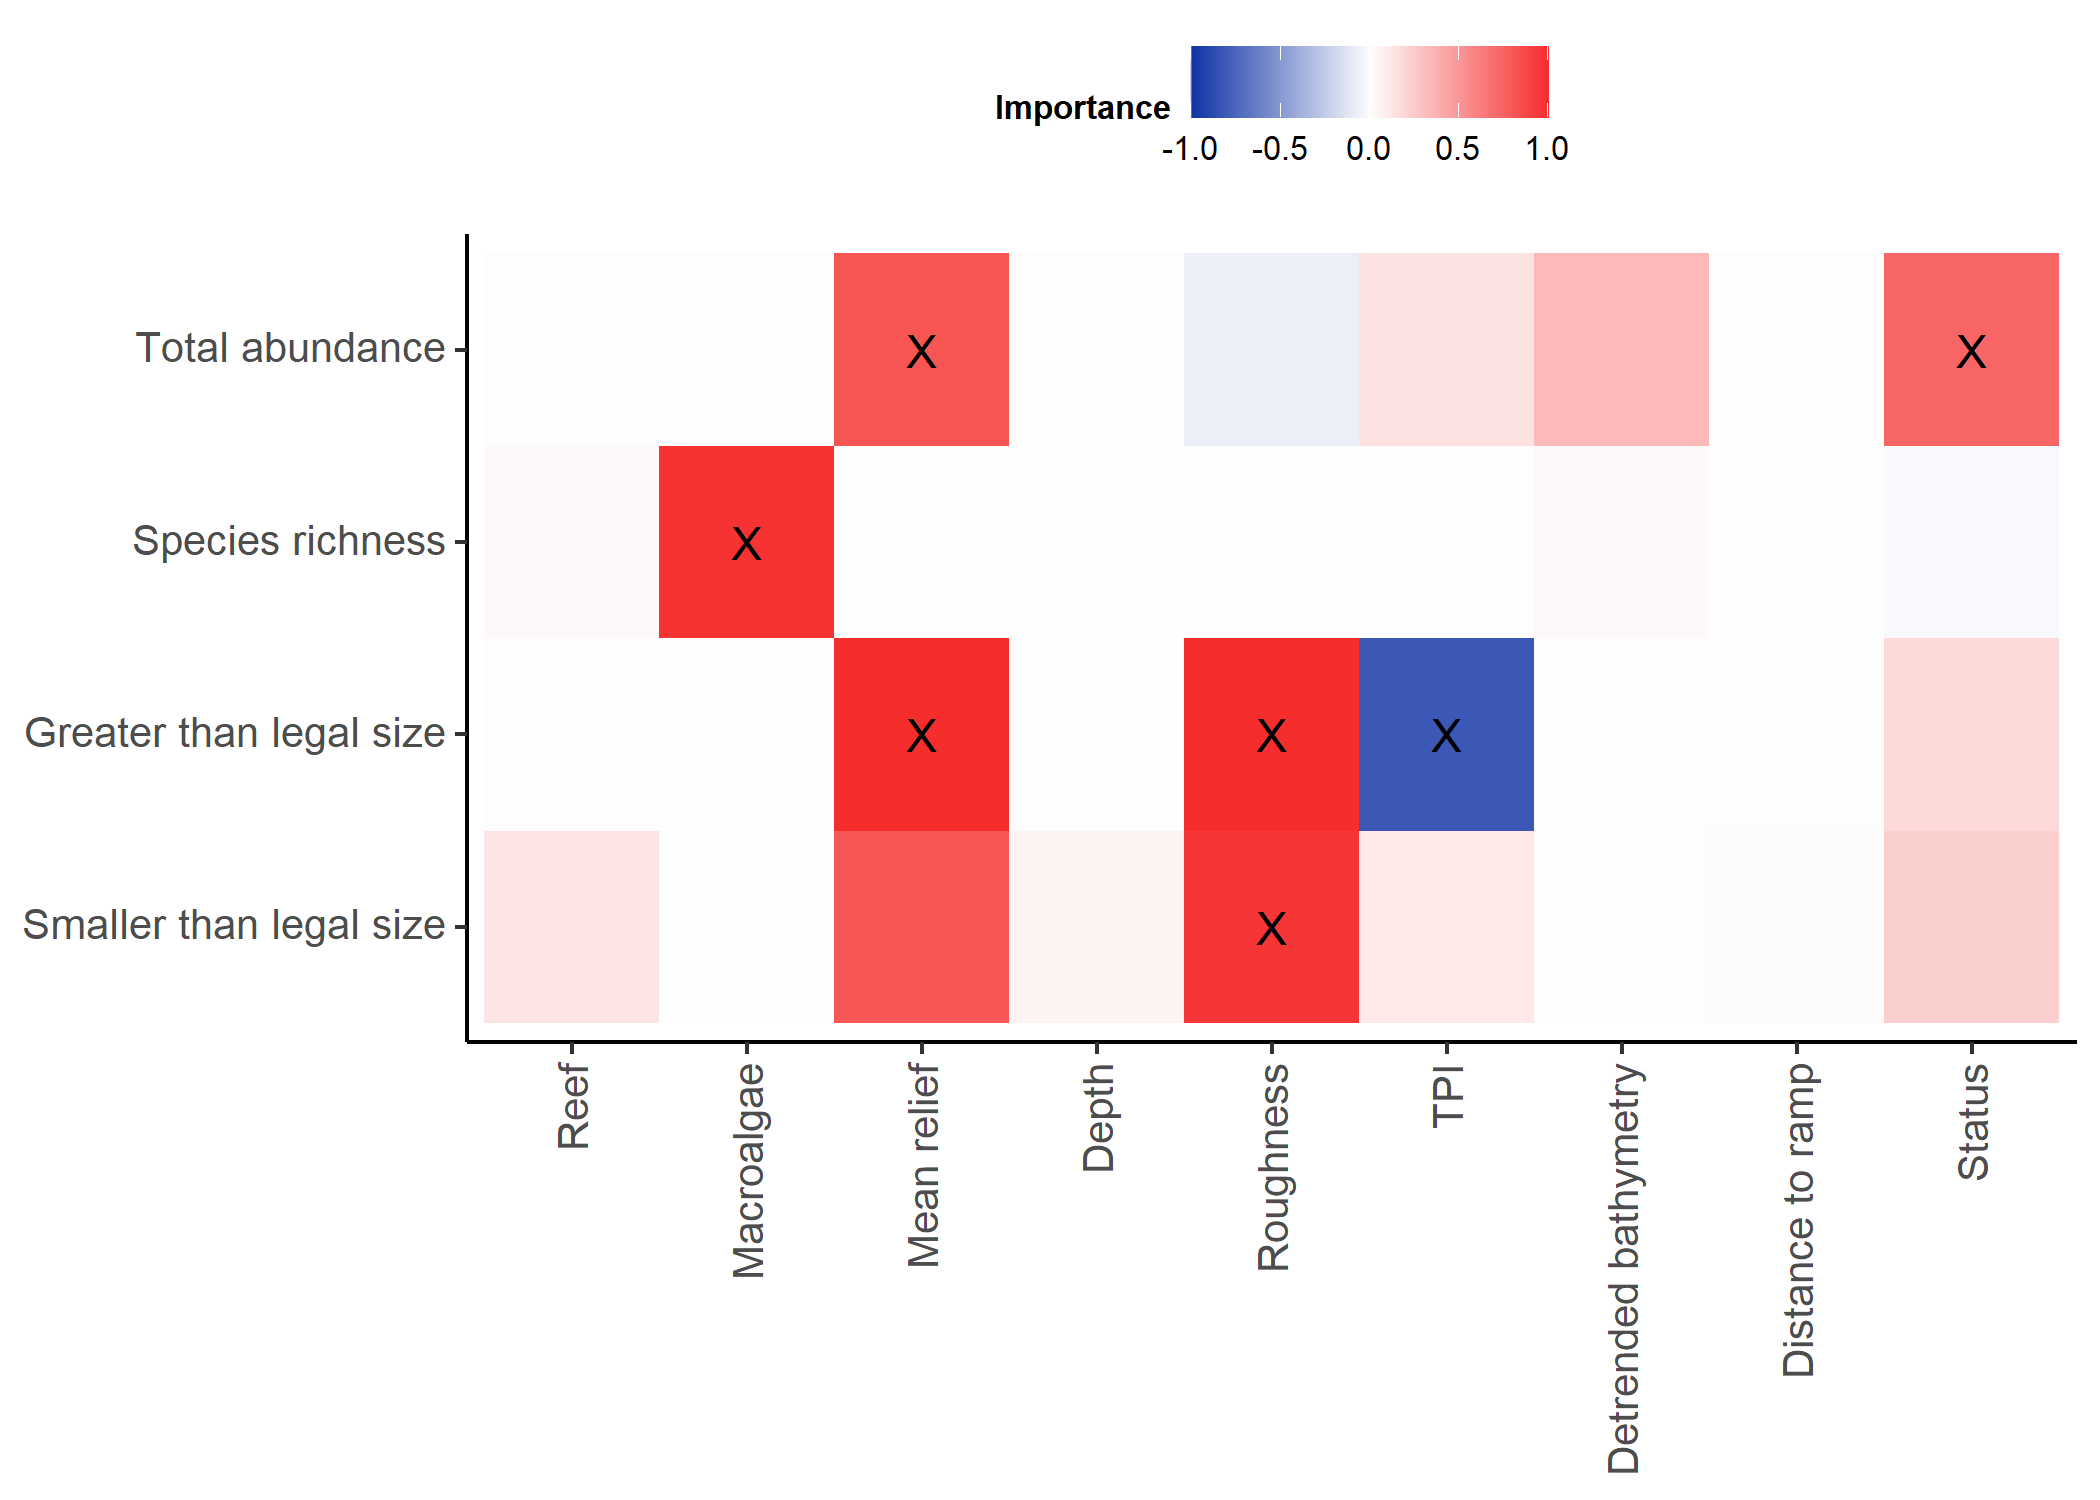 Importance
-1.0 -0.5 0.0 0.5 1.0
Total abundance
X X
Species richness
X
Greater than legal size
X X X
Smaller than legal size
X
Reef
Macroalgae
Mean relief
Depth
Roughness
TPI
Detrended bathymetry
Distance to ramp
Status